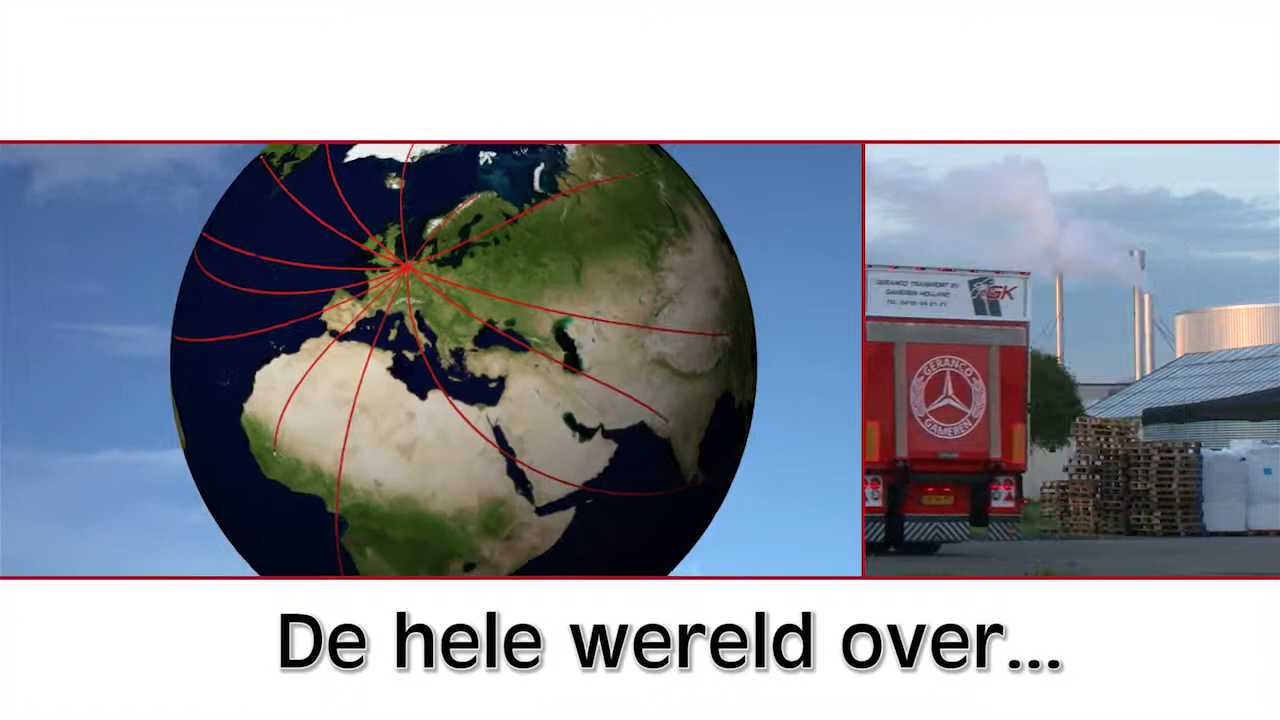 GERANCO TRANSPORT BV
GAMEREN HOLLAND
GK
GERANCO
GAMEREN
De hele wereld over...